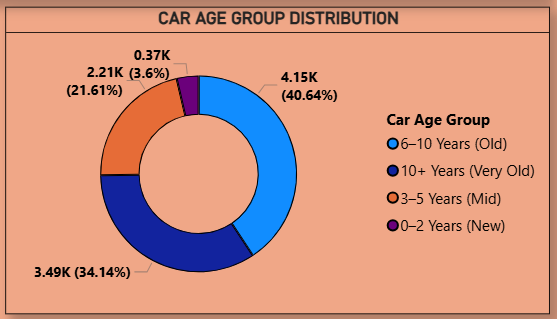 CAR AGE GROUP DISTRIBUTION
0.37K
(3.6%)
2.21K
(21.61%)
4.15K
(40.64%)
3.49K (34.14%)
Car Age Group
6–10 Years (Old)
10+ Years (Very Old)
3–5 Years (Mid)
0–2 Years (New)